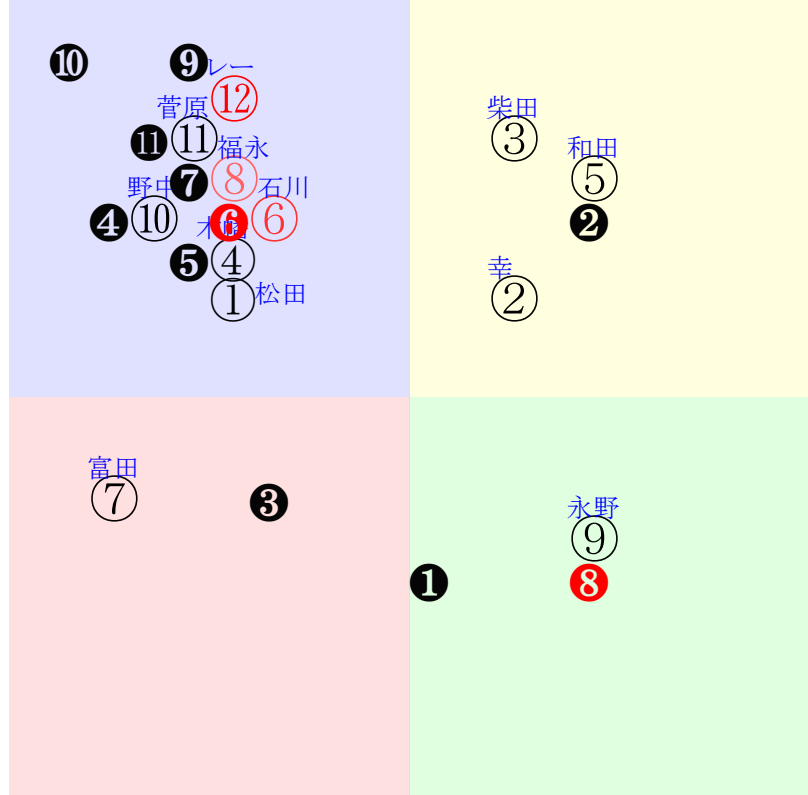 ❿ ❾ レー
⑫
菅原 柴田
⓫ ⑪ 福永 ③ 和田
❼ ⑧ 石川 ⑤
野中
❹ ⑩ ❻ ⑥ ❷
木幡
❺ ④ 幸
① 松田 ②
富田
⑦ ❸ 永野
⑨
❶ ❽